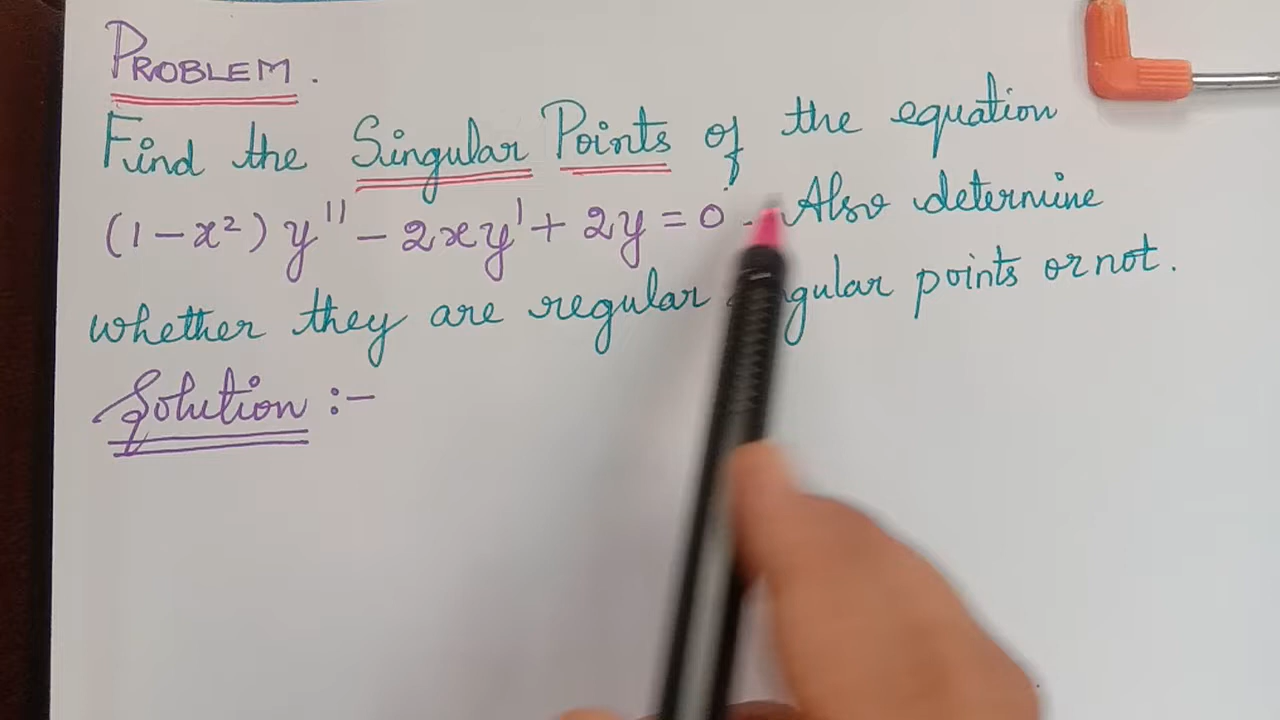 PROBLEM.
Find the Singular Points of the equation
(1-x²) y'' - 2xy' + 2y = 0. Also determine
whether they are regular points or not.
Solution :-